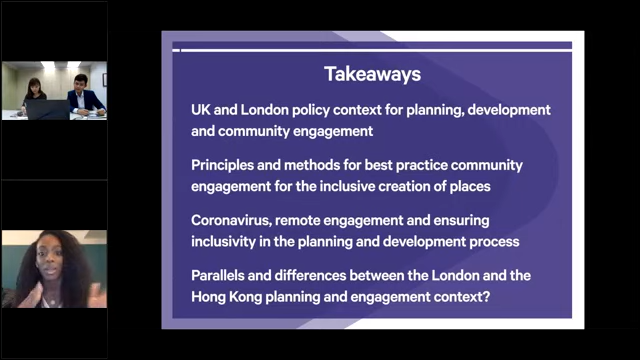 Takeaways
UK and London policy context for planning, development
and community engagement
Principles and methods for best practice community
engagement for the inclusive creation of places
Coronavirus, remote engagement and ensuring
inclusivity in the planning and development process
Parallels and differences between the London and the
Hong Kong planning and engagement context?